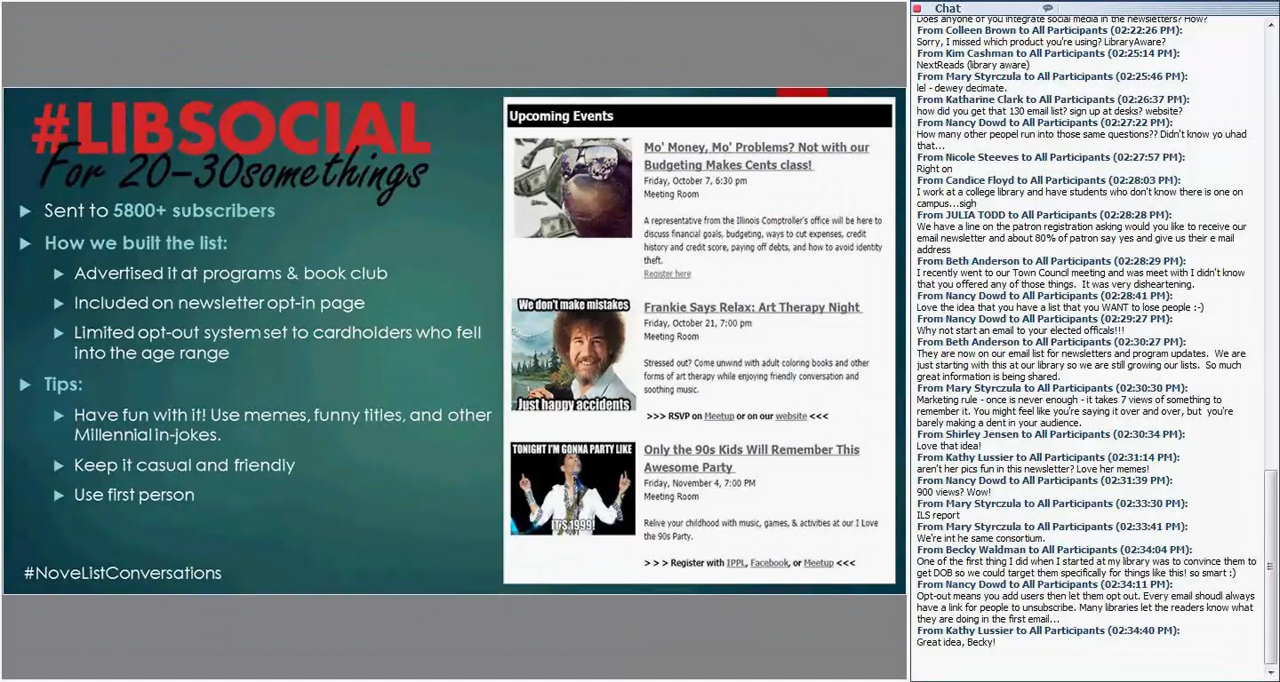 #LIBSOCIAL
For 20-30somethings
Sent to 5800+ subscribers
How we built the list:
Advertised it at programs & book club
Included on newsletter opt-in page
Limited opt-out system set to cardholders who fell
into the age range
Tips:
Have fun with it! Use memes, funny titles, and other
Millennial in-jokes.
Keep it casual and friendly
Use first person
#NoveListConversations
Upcoming Events
Mo' Money, Mo' Problems? Not with our
Budgeting Makes Cents class!
Friday, October 7, 6:30 pm
Meeting Room
A representative from the Illinois Comptroller's office will be here to
discuss financial goals, budgeting, ways to cut expenses, credit
history and credit score, paying off debts, and how to avoid identity
theft.
Register here
We don't make mistakes
Just happy accidents
Frankie Says Relax: Art Therapy Night
Friday, October 21, 7:00 pm
Meeting Room
Stressed out? Come unwind with adult coloring books and other
forms of art therapy while enjoying friendly conversation and
soothing music.
>>> RSVP on Meetup or on our website <<<
TONIGHT I'M GONNA PARTY LIKE
IT'S 1999!
Only the 90s Kids Will Remember This
Awesome Party
Friday, November 4, 7:00 PM
Meeting Room
Relive your childhood with music, games, & activities at our I Love
the 90s Party.
> > > Register with IPPL, Facebook, or Meetup <<<
Chat
Does anyone of you integrate social media in the newsletters? How?
From Colleen Brown to All Participants (02:22:26 PM):
Sorry, I missed which product you're using? LibraryAware?
From Kim Cashman to All Participants (02:25:14 PM):
NextReads (library aware)
From Mary Styrczula to All Participants (02:25:46 PM):
lel - dewey decimate.
From Katharine Clark to All Participants (02:26:37 PM):
how did you get that 130 email list? sign up at desks? website?
From Nancy Dowd to All Participants (02:27:22 PM):
How many other peopel run into those same questions?? Didn't know yo uhad
that...
From Nicole Steeves to All Participants (02:27:57 PM):
Right on
From Candice Floyd to All Participants (02:28:03 PM):
I work at a college library and have students who don't know there is one on
campus...sigh
From JULIA TODD to All Participants (02:28:28 PM):
We have a line on the patron registration asking would you like to receive our
email newsletter and about 80% of patron say yes and give us their e mail
address
From Beth Anderson to All Participants (02:28:29 PM):
I recently went to our Town Council meeting and was meet with I didn't know
that you offered any of those things. It was very disheartening.
From Nancy Dowd to All Participants (02:28:41 PM):
Love the idea that you have a list that you WANT to lose people :-)
From Nancy Dowd to All Participants (02:29:27 PM):
Why not start an email to your elected officals!!!
From Beth Anderson to All Participants (02:30:27 PM):
They are now on our email list for newsletters and program updates. We are
just starting with this at our library so we are still growing our lists. So much
great information is being shared.
From Mary Styrczula to All Participants (02:30:30 PM):
Marketing rule - once is never enough - it takes 7 views of something to
remember it. You might feel like you're saying it over and over, but you're
barely making a dent in your audience.
From Shirley Jensen to All Participants (02:30:34 PM):
Love that idea!
From Kathy Lussier to All Participants (02:31:14 PM):
aren't her pics fun in this newsletter? Love her memes!
From Nancy Dowd to All Participants (02:31:39 PM):
900 views? Wow!
From Mary Styrczula to All Participants (02:33:30 PM):
ILS report
From Mary Styrczula to All Participants (02:33:41 PM):
We're int he same consortium.
From Becky Waldman to All Participants (02:34:04 PM):
One of the first thing I did when I started at my library was to convince them to
get DOB so we could target them specifically for things like this! so smart :)
From Nancy Dowd to All Participants (02:34:11 PM):
Opt-out means you add users then let them opt out. Every email shoudl always
have a link for people to unsubscribe. Many libraries let the readers know what
they are doing in the first email...
From Kathy Lussier to All Participants (02:34:40 PM):
Great idea, Becky!